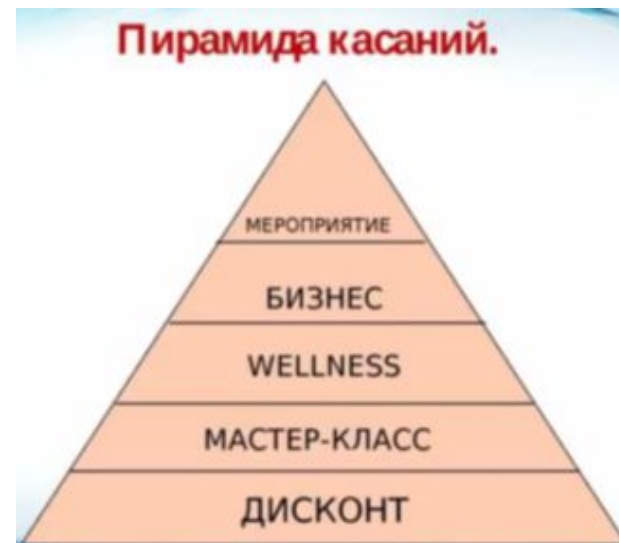 Пирамида касаний.
МЕРОПРИЯТИЕ
БИЗНЕС
WELLNESS
МАСТЕР-КЛАСС
ДИСКОНТ